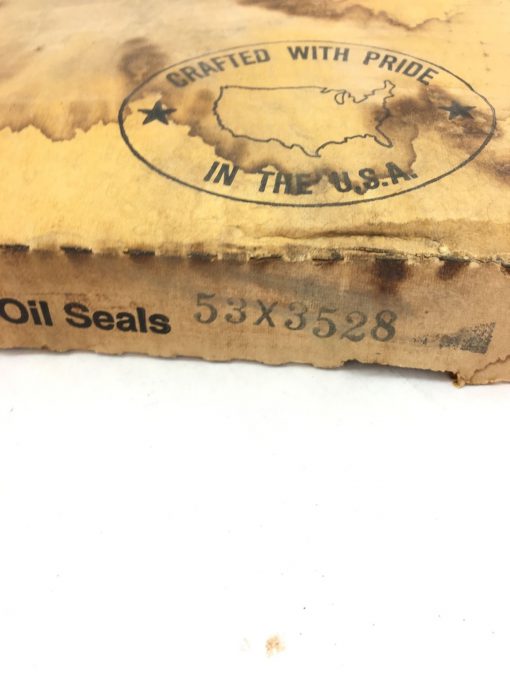 CRAFTED WITH PRIDE
IN THE U.S.A.
Oil Seals 53X3528